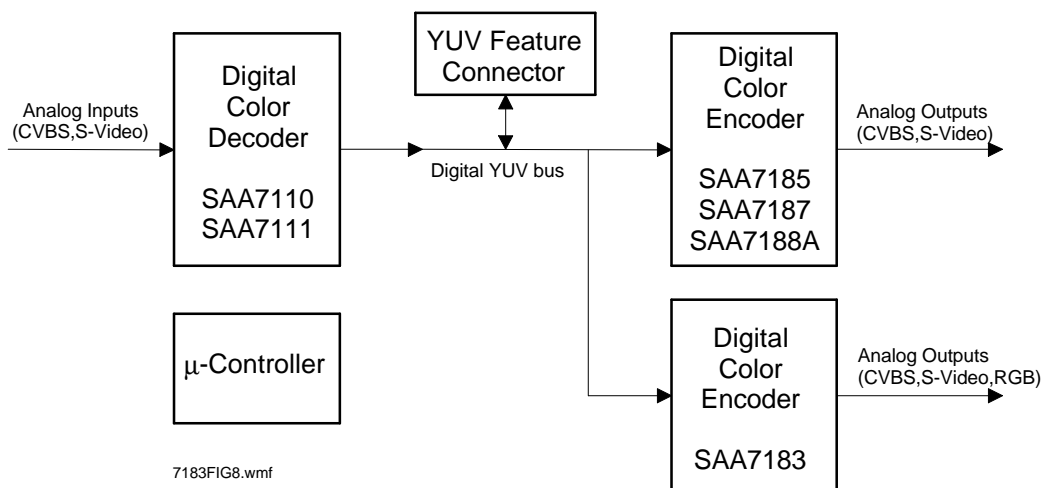 Analog Inputs
(CVBS,S-Video)
Digital
Color
Decoder
SAA7110
SAA7111
YUV Feature
Connector
Digital YUV bus
Digital
Color
Encoder
SAA7185
SAA7187
SAA7188A
Analog Outputs
(CVBS,S-Video)
μ-Controller
Digital
Color
Encoder
SAA7183
Analog Outputs
(CVBS,S-Video,RGB)
7183FIG8.wmf